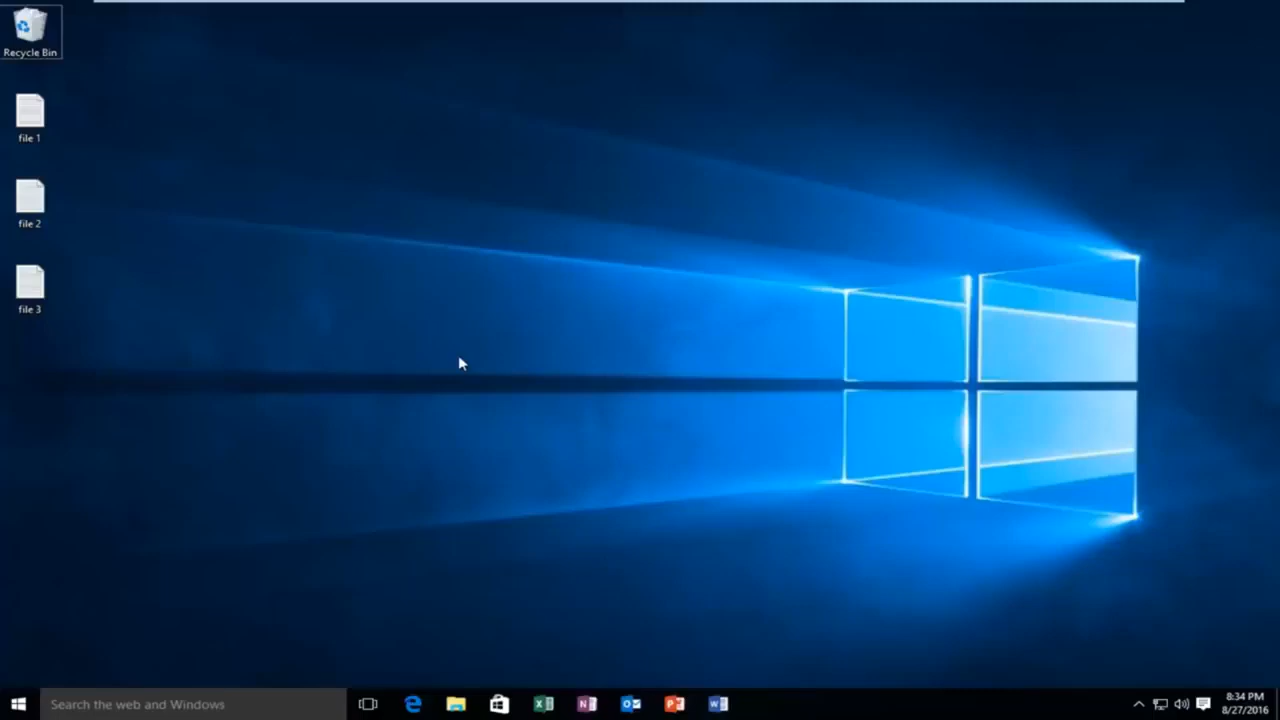 Recycle Bin
file 1
file 2
file 3
Search the web and Windows
8:34 PM
8/27/2016